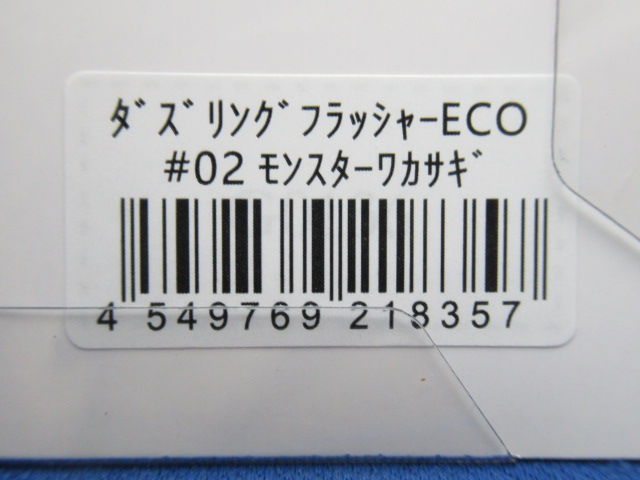 ﾀﾞｽﾞﾘﾝｸﾞﾌﾗｯｼｬｰECO
#02 ﾓﾝｽﾀｰﾜｶｻｷﾞ
4 549769 218357